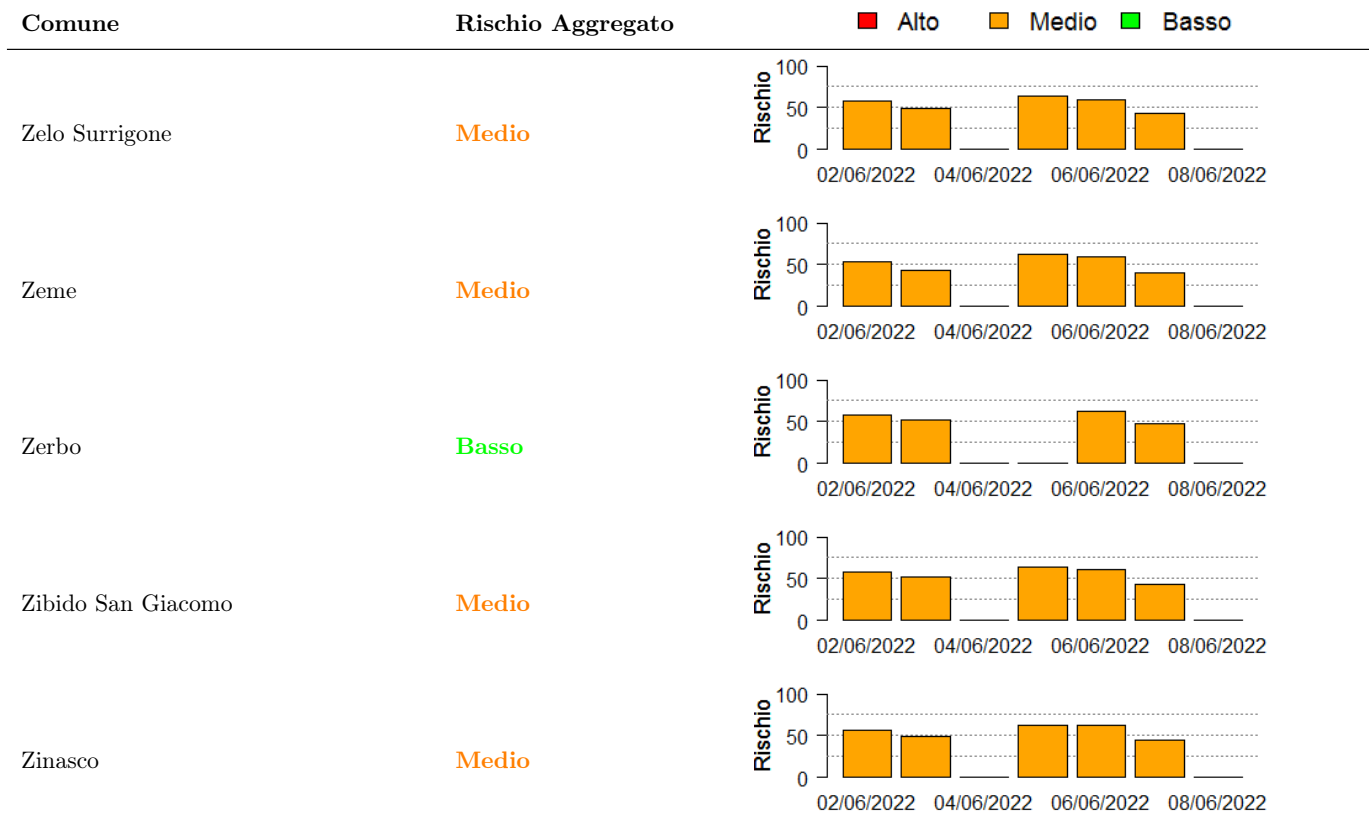 Comune Rischio Aggregato Alto Medio Basso
Zelo Surrigone Medio
Rischio
100
50
0
02/06/2022 04/06/2022 06/06/2022 08/06/2022
Zeme Medio
Rischio
100
50
0
02/06/2022 04/06/2022 06/06/2022 08/06/2022
Zerbo Basso
Rischio
100
50
0
02/06/2022 04/06/2022 06/06/2022 08/06/2022
Zibido San Giacomo Medio
Rischio
100
50
0
02/06/2022 04/06/2022 06/06/2022 08/06/2022
Zinasco Medio
Rischio
100
50
0
02/06/2022 04/06/2022 06/06/2022 08/06/2022